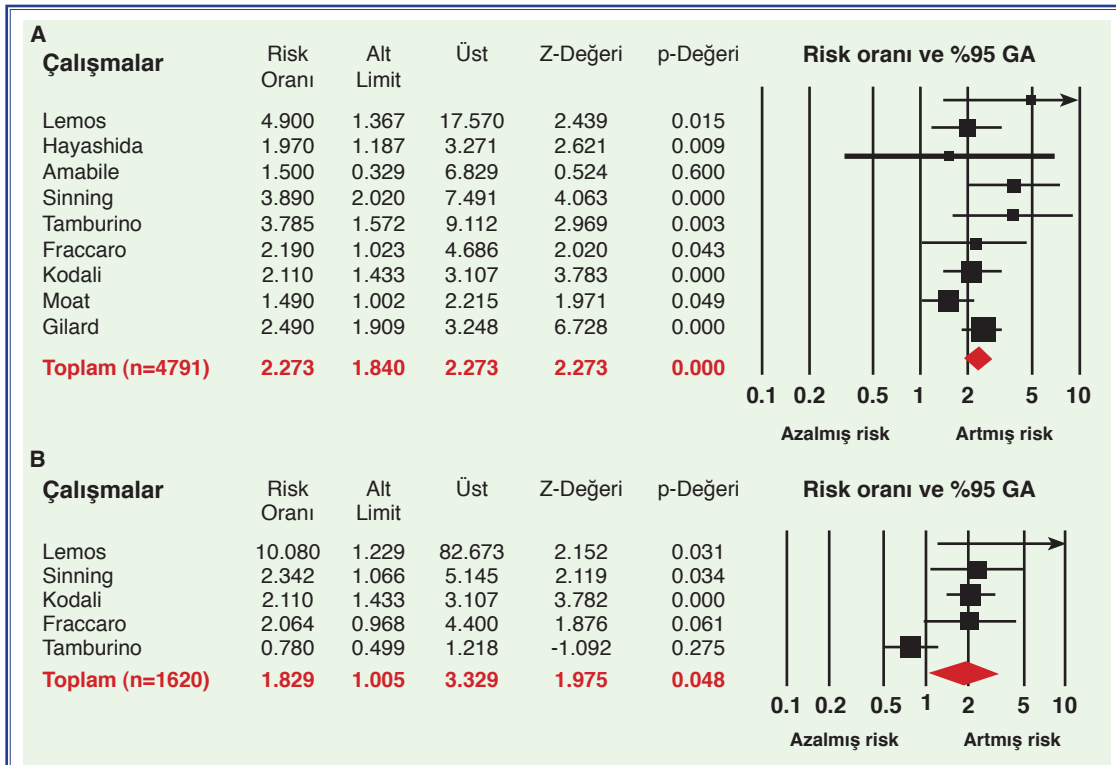 A
Çalışmalar Risk Oranı Alt Limit Üst Z-Değeri p-Değeri Risk oranı ve %95 GA
Lemos 4.900 1.367 17.570 2.439 0.015
Hayashida 1.970 1.187 3.271 2.621 0.009
Amabile 1.500 0.329 6.829 0.524 0.600
Sinning 3.890 2.020 7.491 4.063 0.000
Tamburino 3.785 1.572 9.112 2.969 0.003
Fraccaro 2.190 1.023 4.686 2.020 0.043
Kodali 2.110 1.433 3.107 3.783 0.000
Moat 1.490 1.002 2.215 1.971 0.049
Gilard 2.490 1.909 3.248 6.728 0.000
Toplam (n=4791) 2.273 1.840 2.273 2.273 0.000
0.1 0.2 0.5 1 2 5 10
Azalmış risk Artmış risk
B
Çalışmalar Risk Oranı Alt Limit Üst Z-Değeri p-Değeri Risk oranı ve %95 GA
Lemos 10.080 1.229 82.673 2.152 0.031
Sinning 2.342 1.066 5.145 2.119 0.034
Kodali 2.110 1.433 3.107 3.782 0.000
Fraccaro 2.064 0.968 4.400 1.876 0.061
Tamburino 0.780 0.499 1.218 -1.092 0.275
Toplam (n=1620) 1.829 1.005 3.329 1.975 0.048
0.1 0.2 0.5 1 2 5 10
Azalmış risk Artmış risk